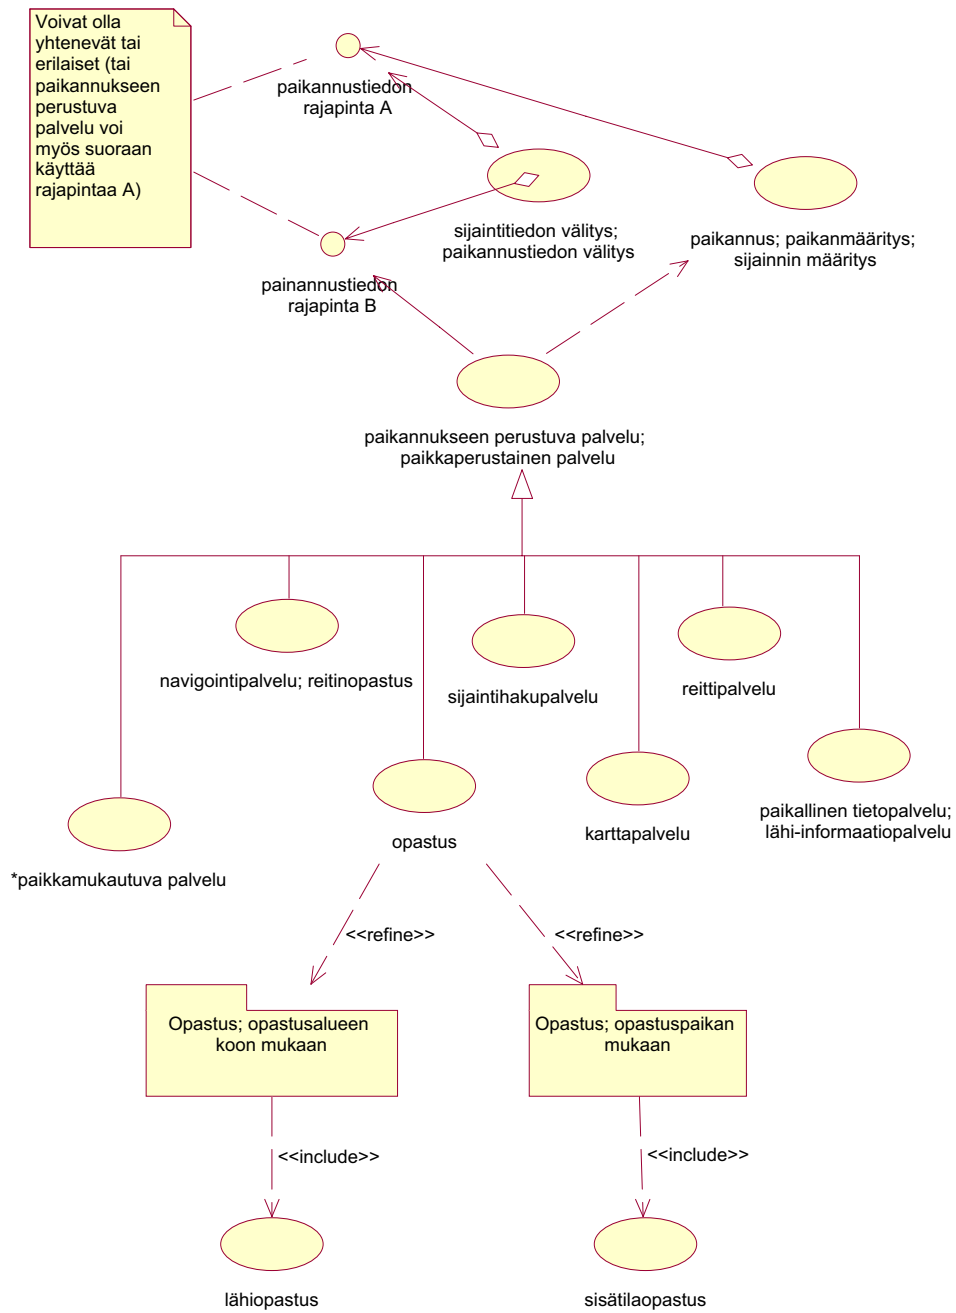 Voivat olla
yhtenevät tai
erilaiset (tai
paikannukseen
perustuva
palvelu voi
myös suoraan
käyttää
rajapintaa A)
paikannustiedon
rajapinta A
sijaintitiedon välitys;
paikannustiedon välitys
paikannus; paikanmääritys;
sijainnin määritys
painannustiedon
rajapinta B
paikannukseen perustuva palvelu;
paikkaperustainen palvelu
navigointipalvelu; reitinopastus
sijaintihakupalvelu
reittipalvelu
*paikkamukautuva palvelu
opastus
karttapalvelu
paikallinen tietopalvelu;
lähi-informaatiopalvelu
<<refine>>
<<refine>>
Opastus; opastusalueen
koon mukaan
Opastus; opastuspaikan
mukaan
<<include>>
<<include>>
lähiopastus
sisätilaopastus